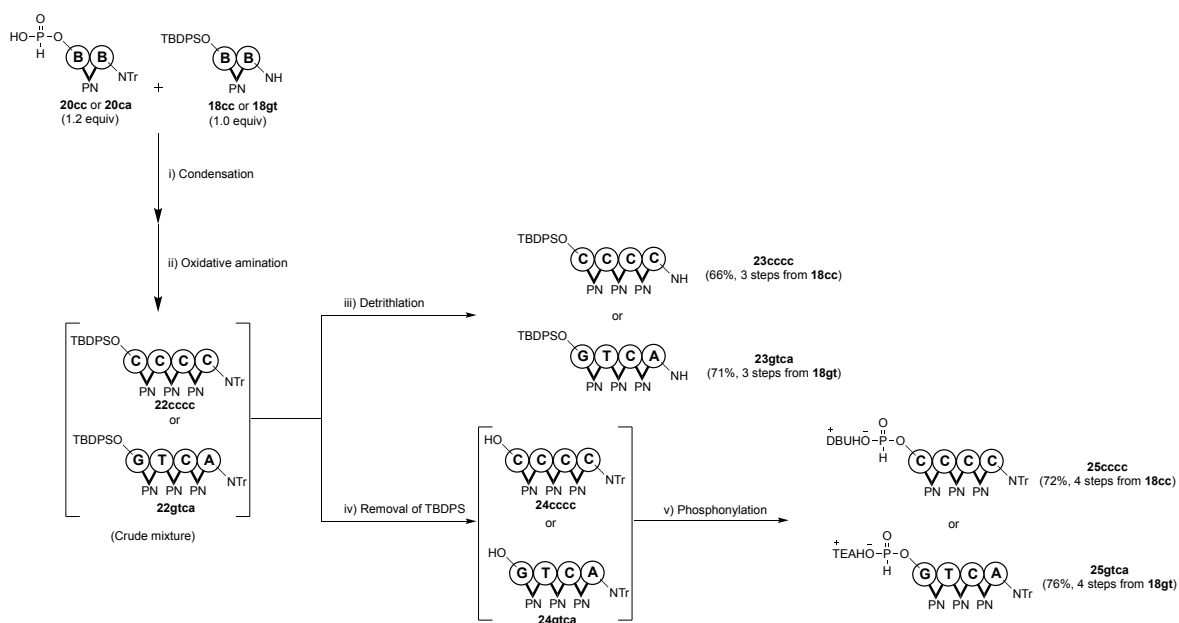 O
HO-P-O
H
B B
NTr
PN
20cc or 20ca
(1.2 equiv)
+
TBDPSO
B B
NH
PN
18cc or 18gt
(1.0 equiv)
i) Condensation
ii) Oxidative amination
TBDPSO
C C C C
NTr
PN PN PN
22cccc
or
TBDPSO
G T C A
NTr
PN PN PN
22gtca
(Crude mixture)
iii) Detrithlation
TBDPSO
C C C C
NH
PN PN PN
23cccc
(66%, 3 steps from 18cc)
or
TBDPSO
G T C A
NH
PN PN PN
23gtca
(71%, 3 steps from 18gt)
iv) Removal of TBDPS
HO
C C C C
NTr
PN PN PN
24cccc
or
HO
G T C A
NTr
PN PN PN
24gtca
v) Phosphonylation
+ − O
DBUHO-P-O
H
C C C C
NTr
PN PN PN
25cccc
(72%, 4 steps from 18cc)
or
+ − O
TEAHO-P-O
H
G T C A
NTr
PN PN PN
25gtca
(76%, 4 steps from 18gt)